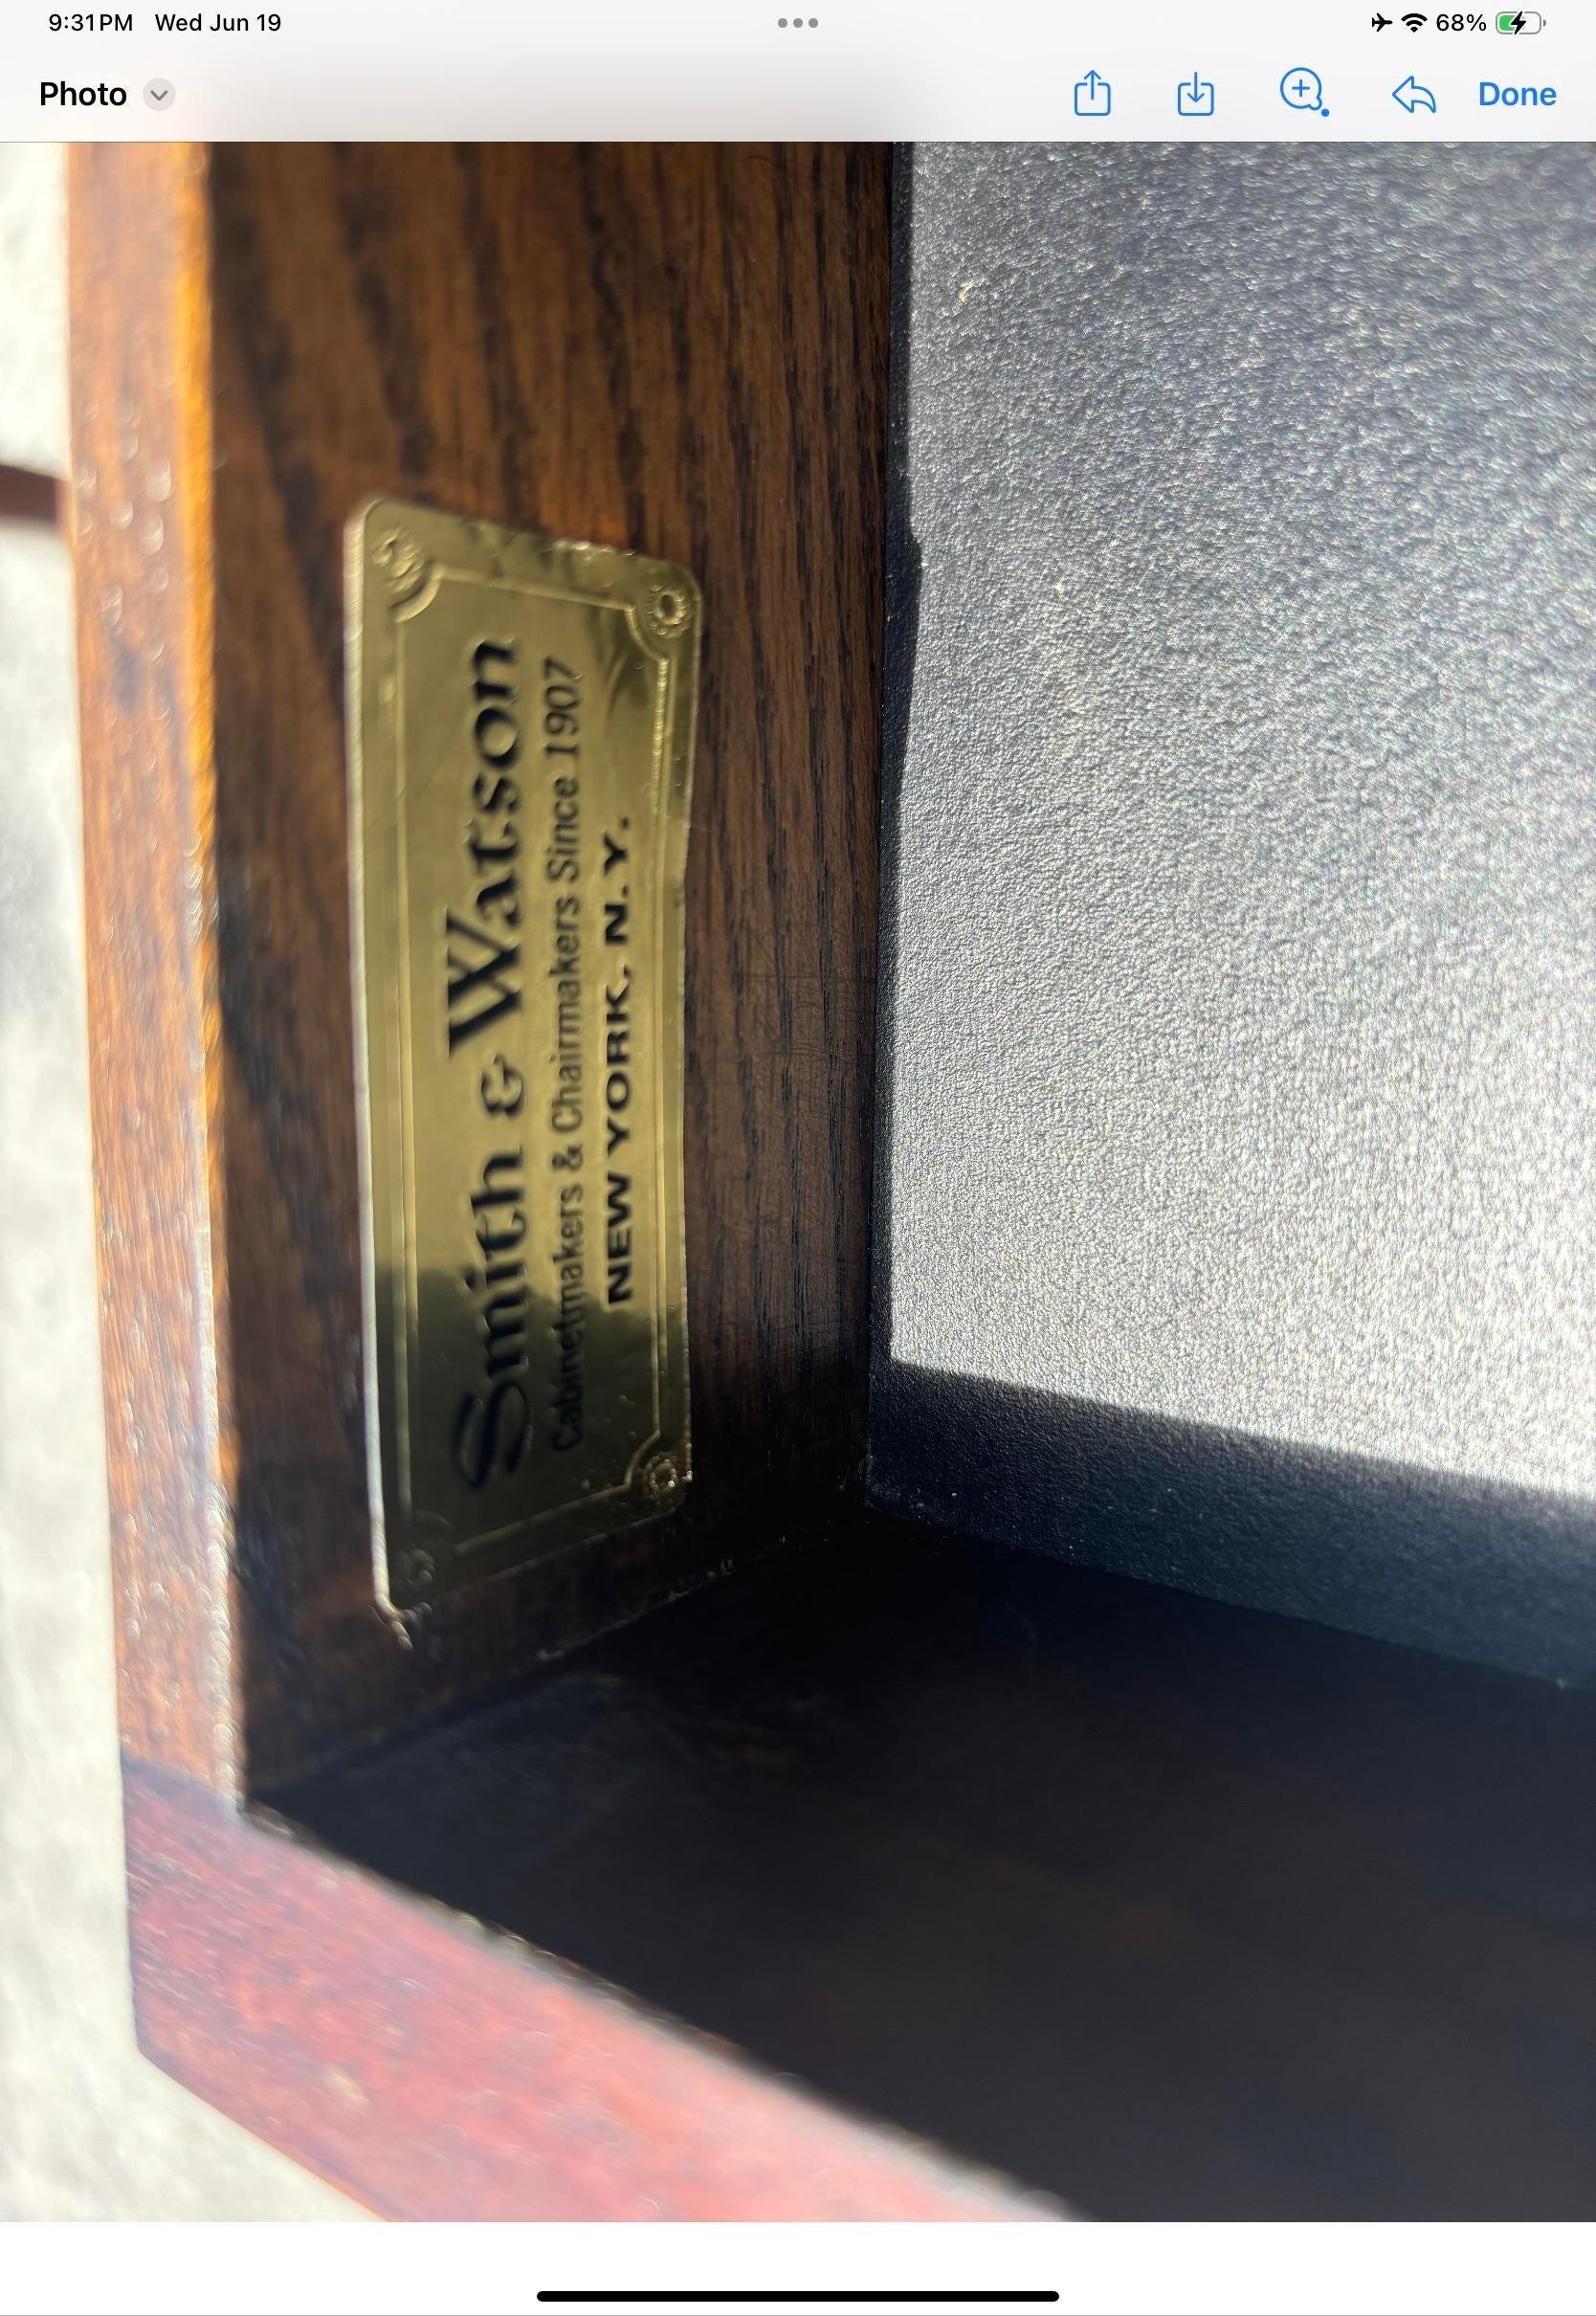 9:31 PM Wed Jun 19
68%
Photo
Done
Smith & Watson
Cabinetmakers & Chairmakers Since 1907
NEW YORK, N.Y.